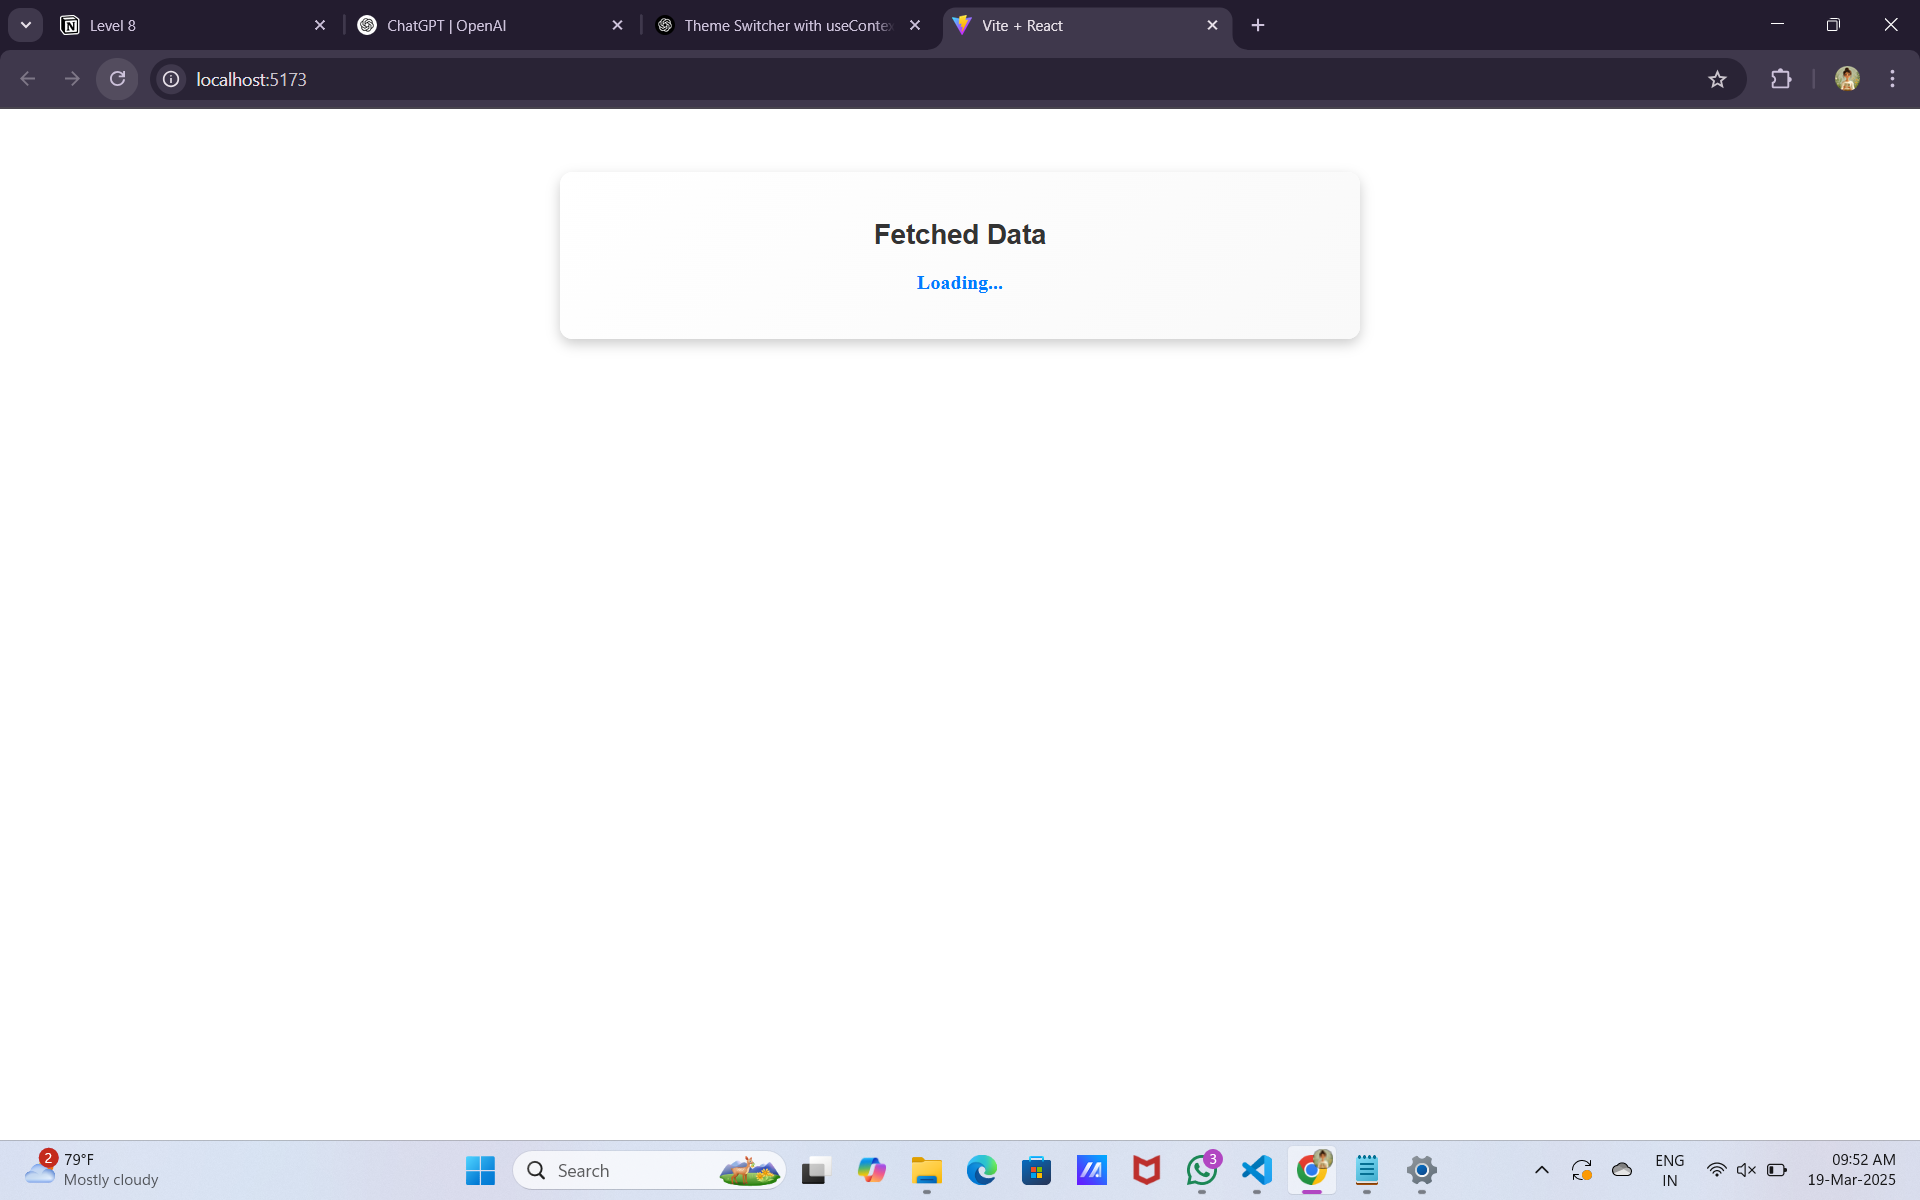 Level 8
ChatGPT | OpenAI
Theme Switcher with useContex
Vite + React
localhost:5173
Fetched Data
Loading...
2
79°F
Mostly cloudy
Search
3
ENG
IN
09:52 AM
19-Mar-2025